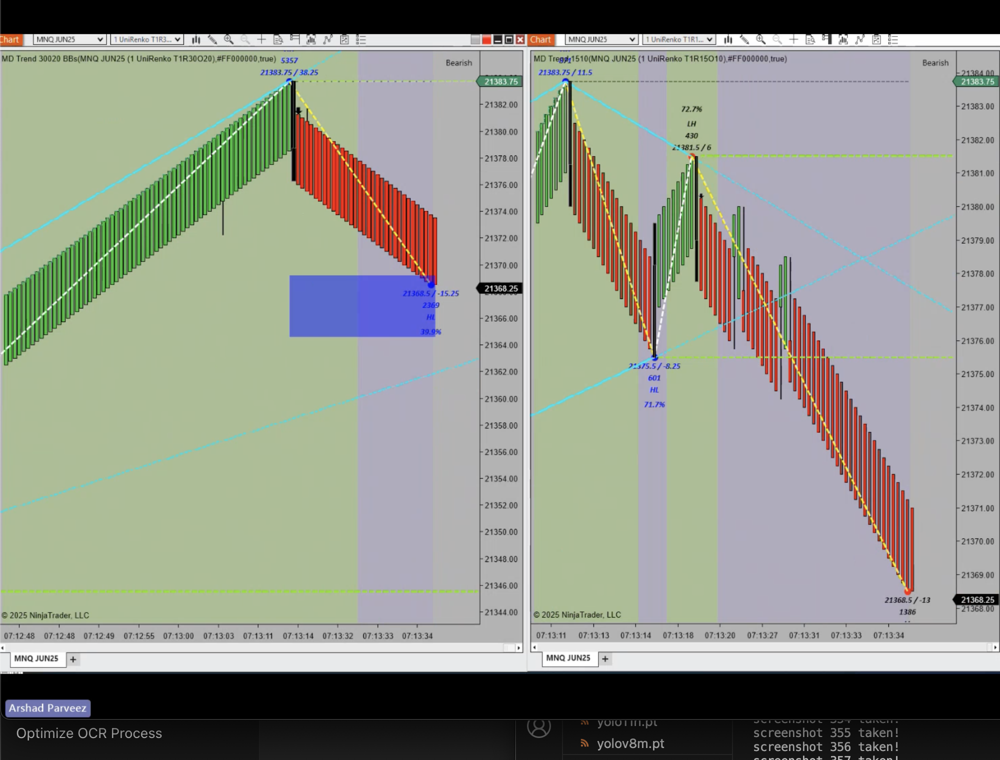 Chart
MNQ JUN25
1 UniRenko T1R3...
Chart
MNQ JUN25
1 UniRenko T1R1...
MD Trend 30020 BBs(MNQ JUN25 (1 UniRenko T1R30O20),#FF000000,true)
5357
Bearish
21383.75 / 38.25
21383.75
21382.00
21380.00
21378.00
21376.00
21374.00
21372.00
21370.00
21368.25
21366.00
21364.00
21362.00
21360.00
21358.00
21356.00
21354.00
21352.00
21350.00
21348.00
21346.00
21344.00
21368.5 / -15.25
2369
HL
39.9%
© 2025 NinjaTrader, LLC
07:12:48
07:12:48
07:12:49
07:12:55
07:13:00
07:13:03
07:13:11
07:13:14
07:13:32
07:13:33
07:13:34
MNQ JUN25
MD Trend 1510(MNQ JUN25 (1 UniRenko T1R15O10),#FF000000,true)
Bearish
21383.75 / 11.5
72.7%
LH
430
21381.5 / 6
21384.00
21383.75
21383.00
21382.00
21381.00
21380.00
21379.00
21378.00
21377.00
21376.00
21375.00
21374.00
21373.00
21372.00
21371.00
21370.00
21369.00
21368.25
21368.00
21375.5 / -8.25
601
HL
71.7%
21368.5 / -13
1386
© 2025 NinjaTrader, LLC
07:13:11
07:13:13
07:13:14
07:13:18
07:13:20
07:13:27
07:13:31
07:13:33
07:13:34
MNQ JUN25
Arshad Parveez
Optimize OCR Process
yolo11n.pt
yolov8m.pt
screenshot 354 taken!
screenshot 355 taken!
screenshot 356 taken!
screenshot 357 taken!